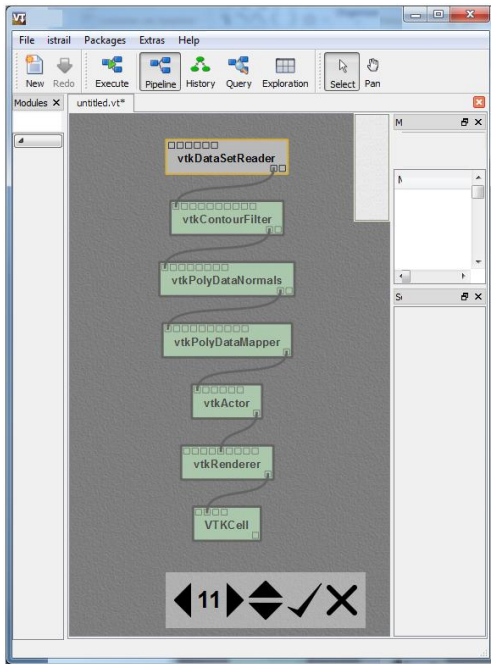 VT
File istrail Packages Extras Help
New Redo Execute Pipeline History Query Exploration Select Pan
Modules untitled.vt*
M
vtkDataSetReader
vtkContourFilter
vtkPolyDataNormals
vtkPolyDataMapper
vtkActor
vtkRenderer
VTKCell
11